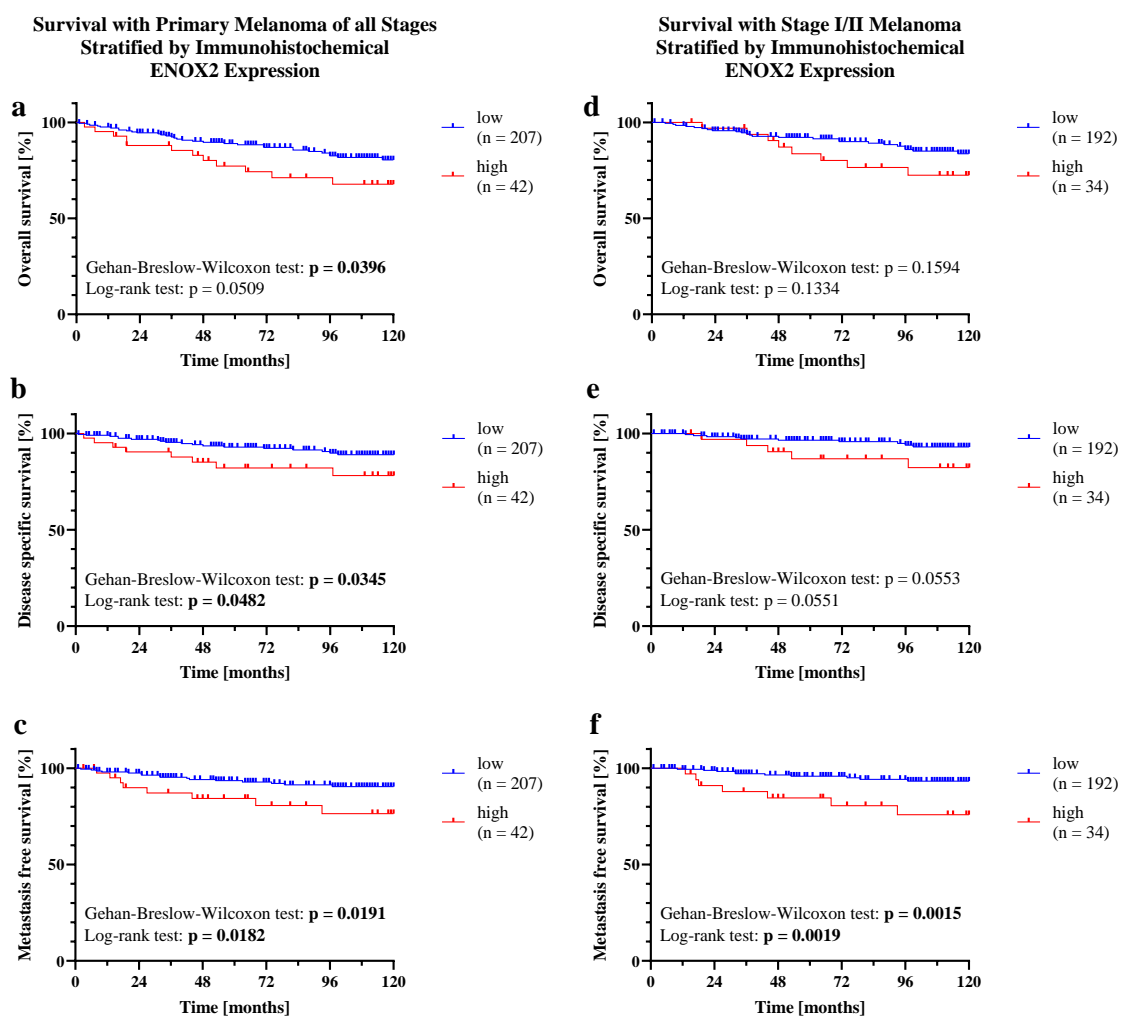 Survival with Primary Melanoma of all Stages
Stratified by Immunohistochemical
ENOX2 Expression
a
Overall survival [%]
100
50
0
0 24 48 72 96 120
Time [months]
low
(n = 207)
high
(n = 42)
Gehan-Breslow-Wilcoxon test: p = 0.0396
Log-rank test: p = 0.0509
b
Disease specific survival [%]
100
50
0
0 24 48 72 96 120
Time [months]
low
(n = 207)
high
(n = 42)
Gehan-Breslow-Wilcoxon test: p = 0.0345
Log-rank test: p = 0.0482
c
Metastasis free survival [%]
100
50
0
0 24 48 72 96 120
Time [months]
low
(n = 207)
high
(n = 42)
Gehan-Breslow-Wilcoxon test: p = 0.0191
Log-rank test: p = 0.0182
Survival with Stage I/II Melanoma
Stratified by Immunohistochemical
ENOX2 Expression
d
Overall survival [%]
100
50
0
0 24 48 72 96 120
Time [months]
low
(n = 192)
high
(n = 34)
Gehan-Breslow-Wilcoxon test: p = 0.1594
Log-rank test: p = 0.1334
e
Disease specific survival [%]
100
50
0
0 24 48 72 96 120
Time [months]
low
(n = 192)
high
(n = 34)
Gehan-Breslow-Wilcoxon test: p = 0.0553
Log-rank test: p = 0.0551
f
Metastasis free survival [%]
100
50
0
0 24 48 72 96 120
Time [months]
low
(n = 192)
high
(n = 34)
Gehan-Breslow-Wilcoxon test: p = 0.0015
Log-rank test: p = 0.0019